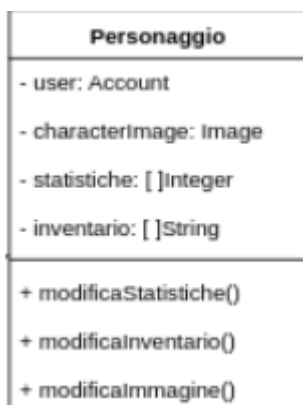 Personaggio
- user: Account
- characterImage: Image
- statistiche: [ ]Integer
- inventario: [ ]String
+ modificaStatistiche()
+ modificaInventario()
+ modificaImmagine()